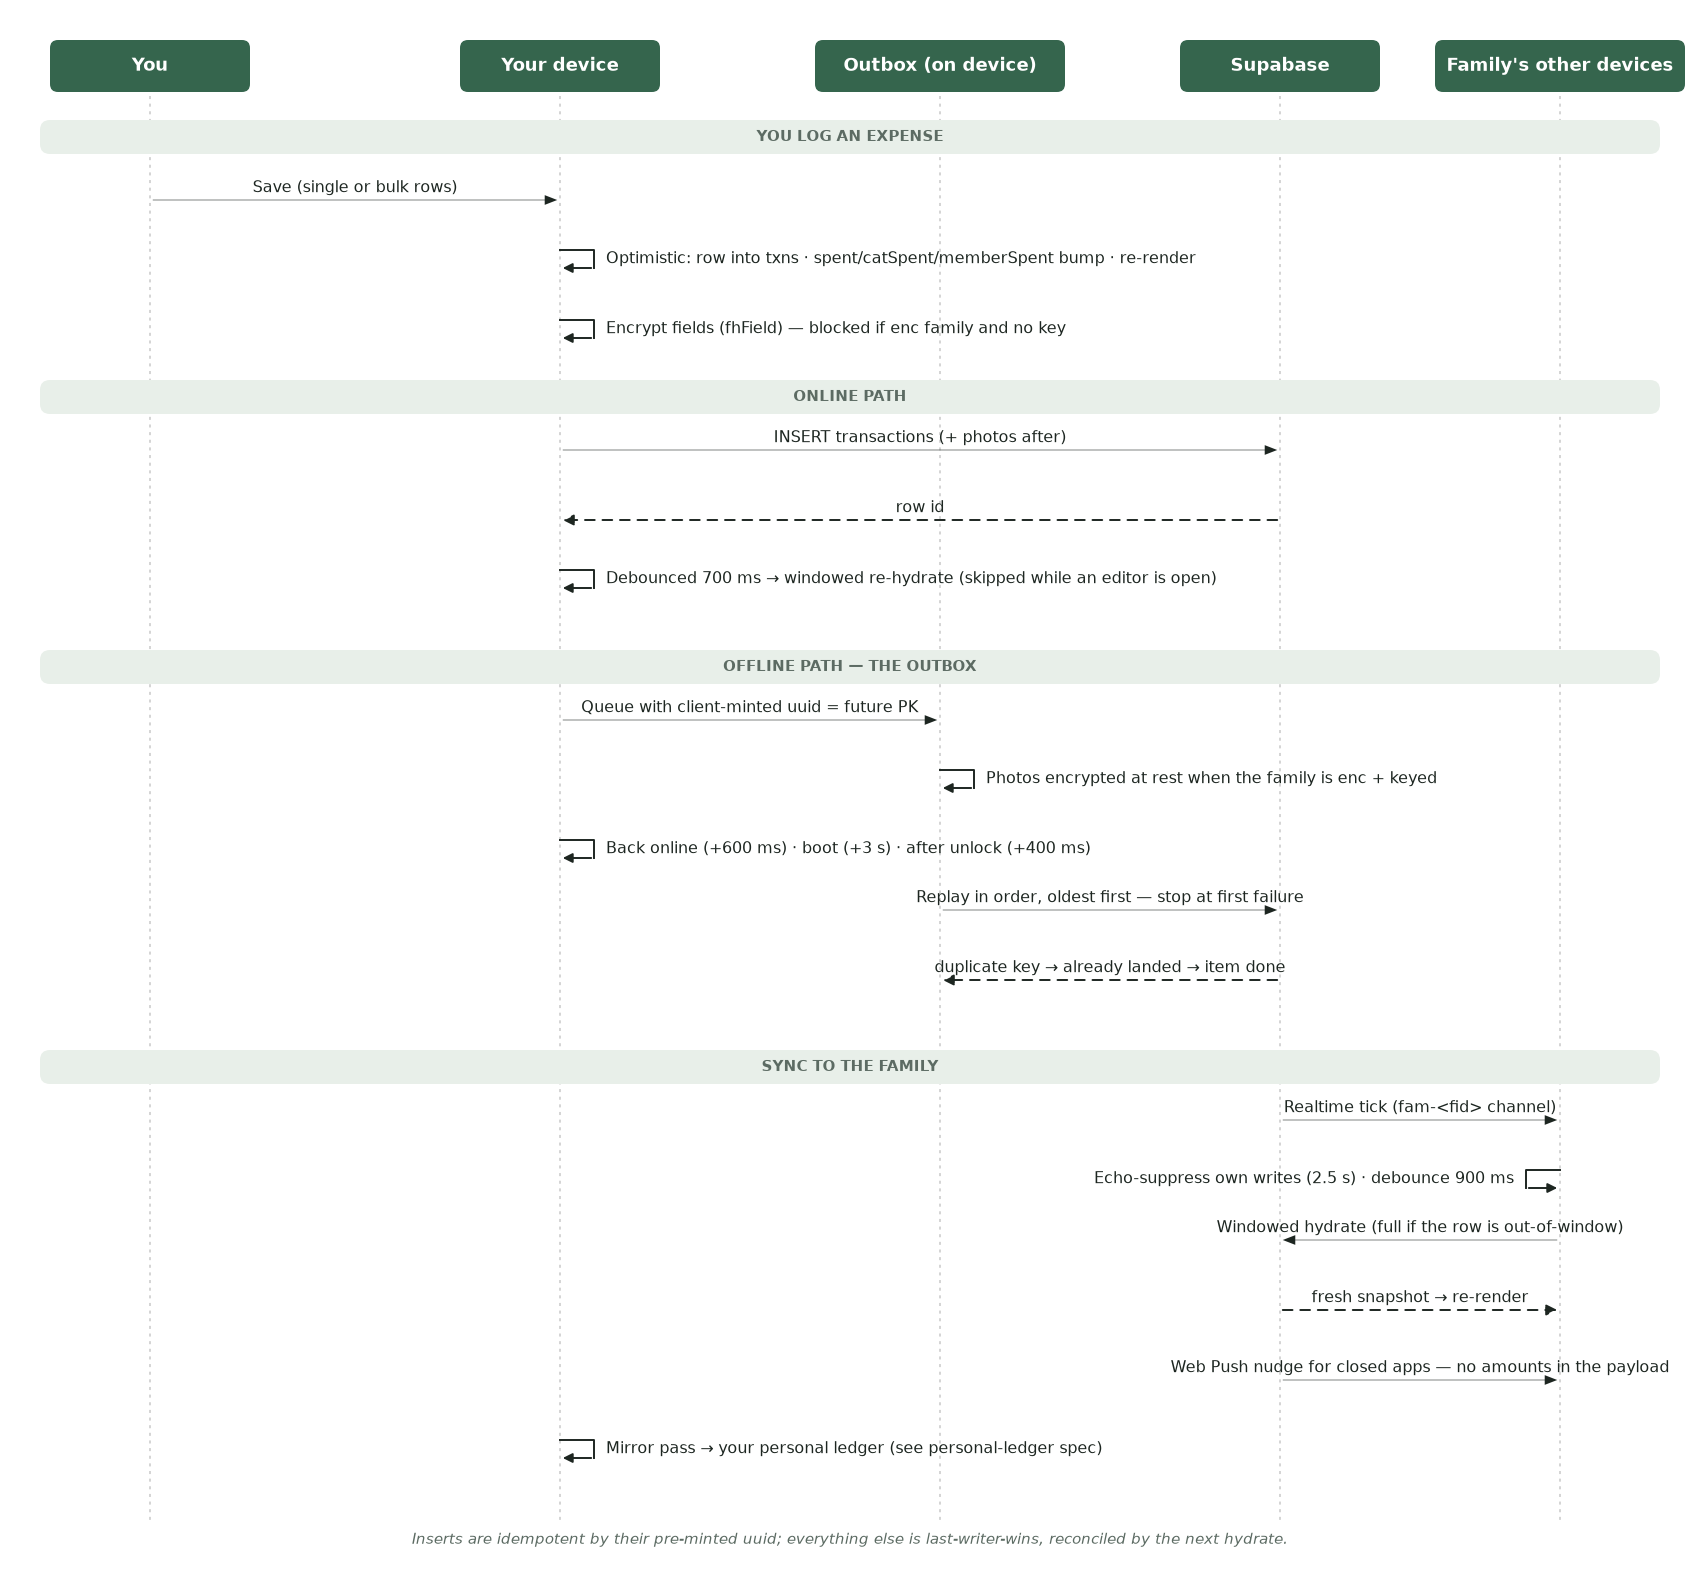 You
Your device
Outbox (on device)
Supabase
Family's other devices
YOU LOG AN EXPENSE
Save (single or bulk rows)
Optimistic: row into txns · spent/catSpent/memberSpent bump · re-render
Encrypt fields (fhField) — blocked if enc family and no key
ONLINE PATH
INSERT transactions (+ photos after)
row id
Debounced 700 ms → windowed re-hydrate (skipped while an editor is open)
OFFLINE PATH — THE OUTBOX
Queue with client-minted uuid = future PK
Photos encrypted at rest when the family is enc + keyed
Back online (+600 ms) · boot (+3 s) · after unlock (+400 ms)
Replay in order, oldest first — stop at first failure
duplicate key → already landed → item done
SYNC TO THE FAMILY
Realtime tick (fam-<fid> channel)
Echo-suppress own writes (2.5 s) · debounce 900 ms
Windowed hydrate (full if the row is out-of-window)
fresh snapshot → re-render
Web Push nudge for closed apps — no amounts in the payload
Mirror pass → your personal ledger (see personal-ledger spec)
Inserts are idempotent by their pre-minted uuid; everything else is last-writer-wins, reconciled by the next hydrate.